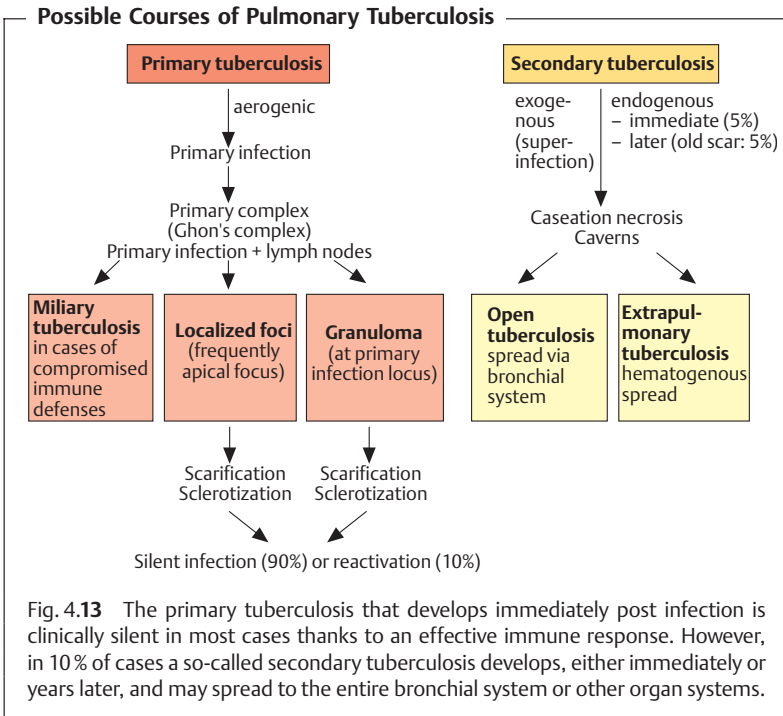 Possible Courses of Pulmonary Tuberculosis
Primary tuberculosis
aerogenic
Primary infection
Primary complex
(Ghon's complex)
Primary infection + lymph nodes
Miliary
tuberculosis
in cases of
compromised
immune
defenses
Localized foci
(frequently
apical focus)
Granuloma
(at primary
infection locus)
Scarification
Sclerotization
Scarification
Sclerotization
Silent infection (90%) or reactivation (10%)
Secondary tuberculosis
exoge-
nous
(super-
infection)
endogenous
– immediate (5%)
– later (old scar: 5%)
Caseation necrosis
Caverns
Open
tuberculosis
spread via
bronchial
system
Extrapul-
monary
tuberculosis
hematogenous
spread
Fig. 4.13 The primary tuberculosis that develops immediately post infection is
clinically silent in most cases thanks to an effective immune response. However,
in 10 % of cases a so-called secondary tuberculosis develops, either immediately or
years later, and may spread to the entire bronchial system or other organ systems.